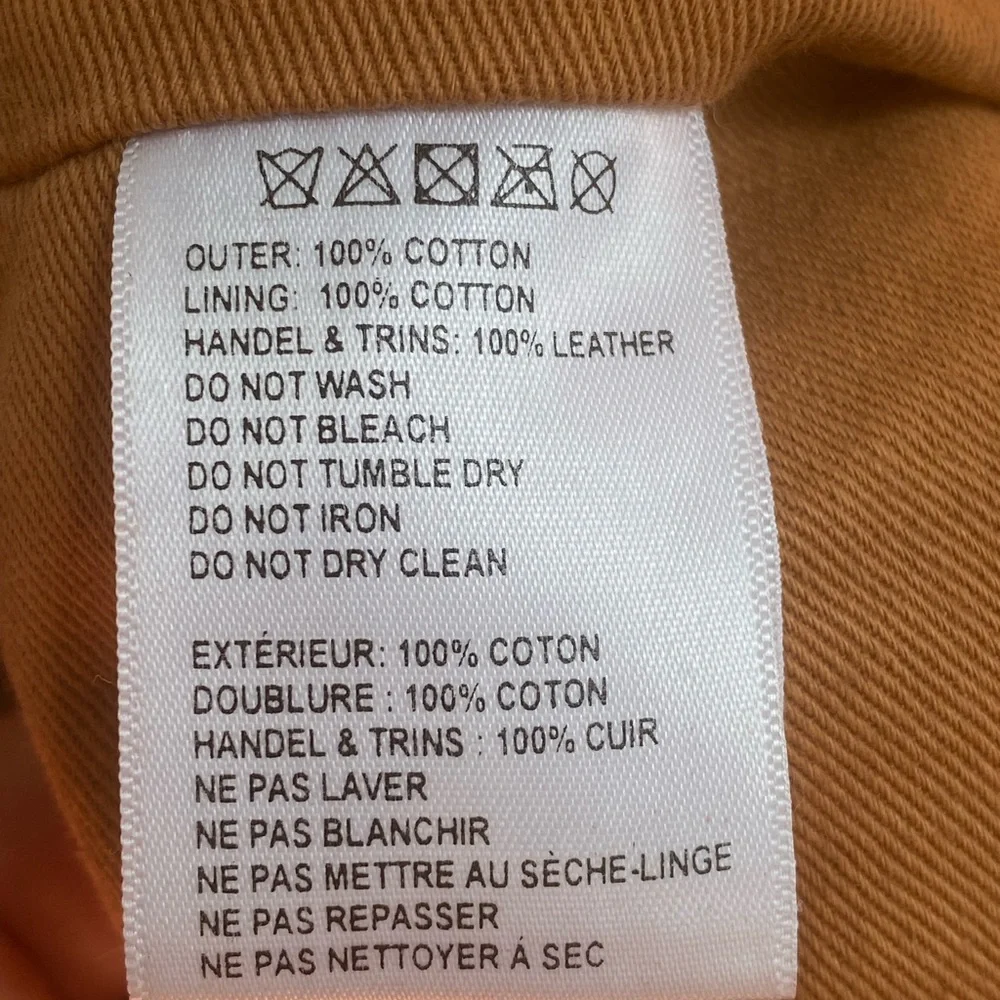 OUTER: 100% COTTON
LINING: 100% COTTON
HANDEL & TRINS: 100% LEATHER
DO NOT WASH
DO NOT BLEACH
DO NOT TUMBLE DRY
DO NOT IRON
DO NOT DRY CLEAN
EXTÉRIEUR: 100% COTON
DOUBLURE : 100% COTON
HANDEL & TRINS : 100% CUIR
NE PAS LAVER
NE PAS BLANCHIR
NE PAS METTRE AU SÈCHE-LINGE
NE PAS REPASSER
NE PAS NETTOYER Á SEC